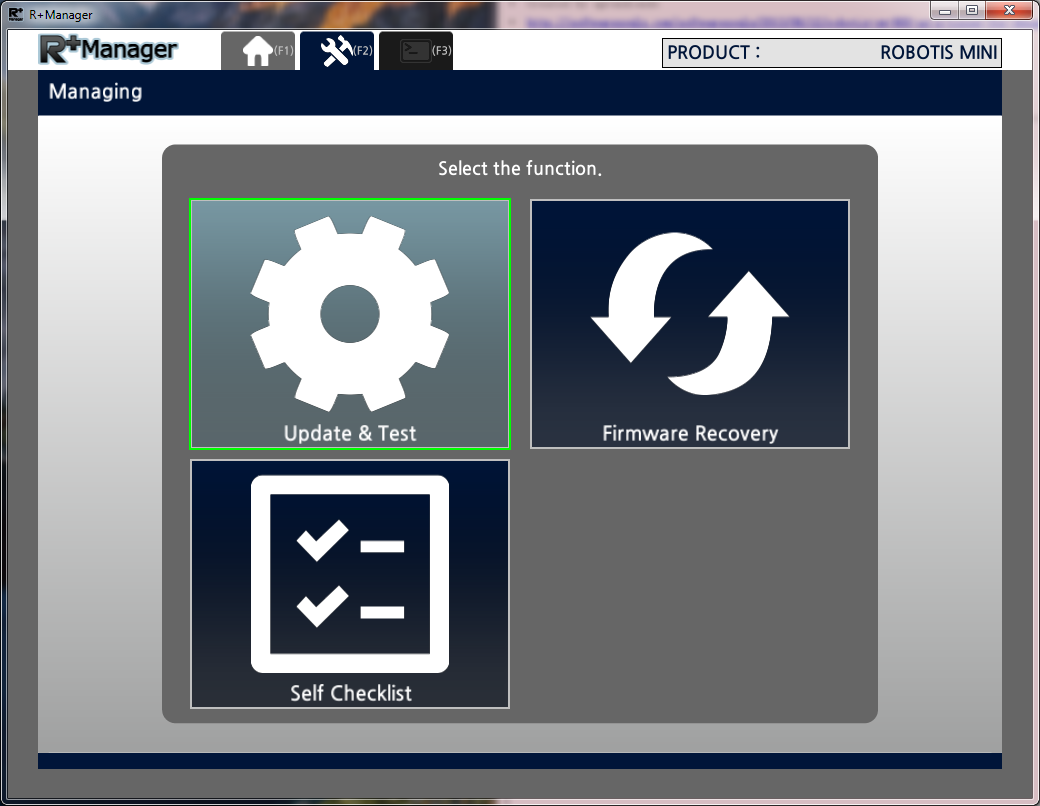 R+Manager
R+Manager
(F1)
(F2)
(F3)
PRODUCT : ROBOTIS MINI
Managing
Select the function.
Update & Test
Firmware Recovery
Self Checklist